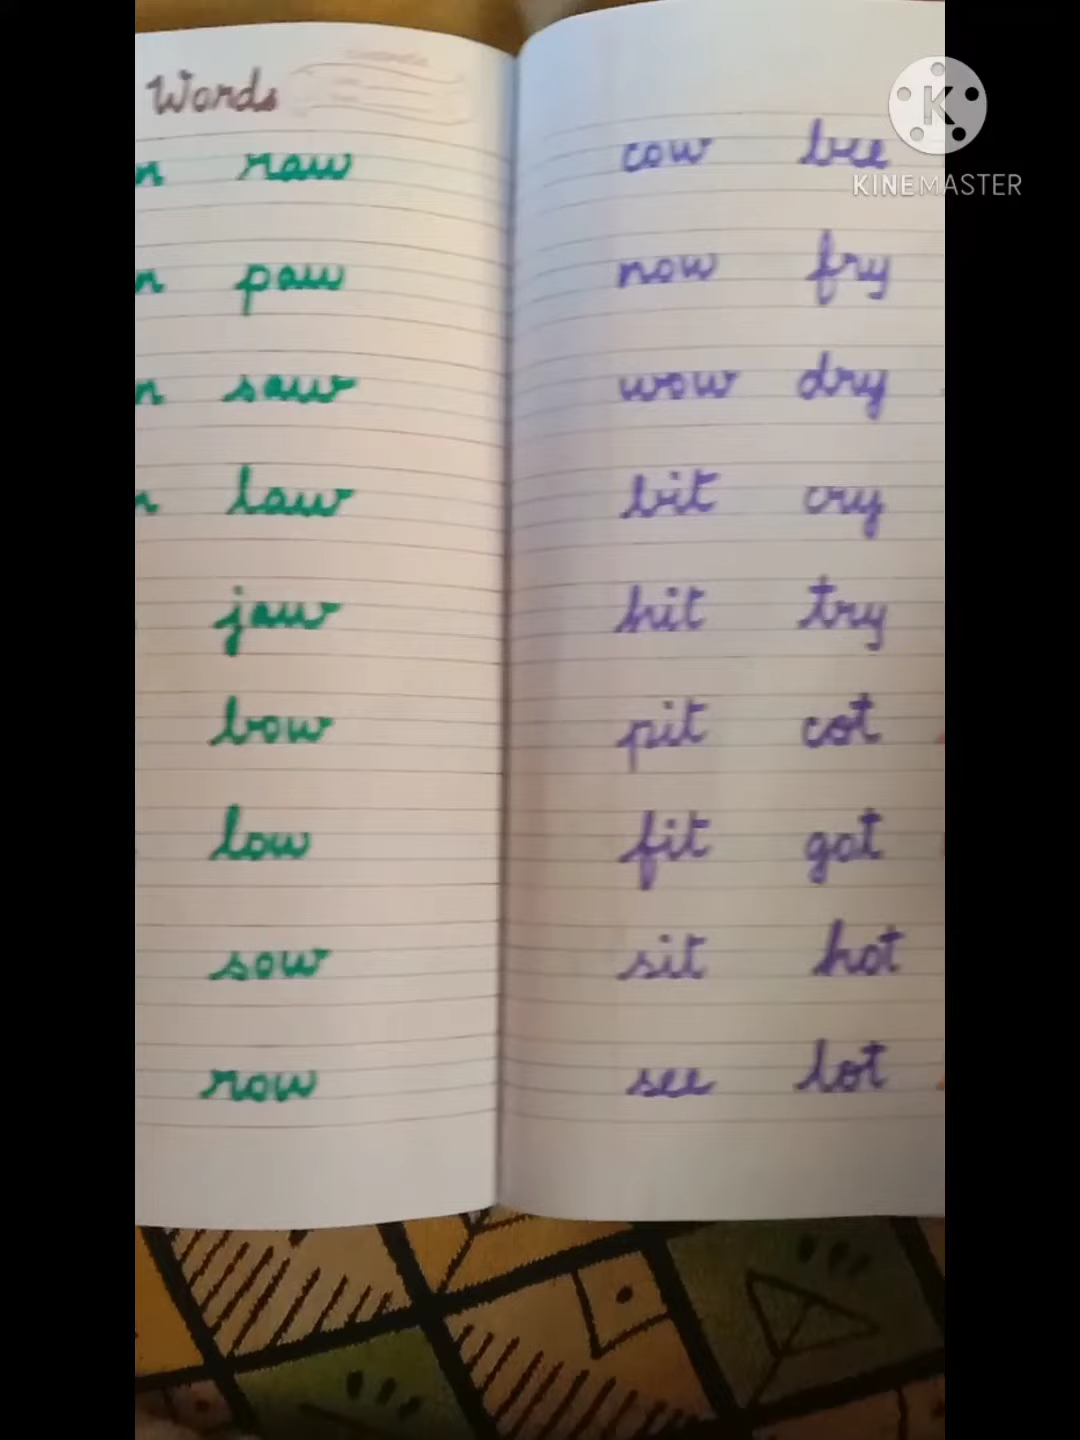 Words
raw
paw
saw
law
jaw
bow
low
sow
row
cow bee
now fry
wow dry
bit cry
hit try
pit cot
fit got
sit hot
see lot
KINEMASTER